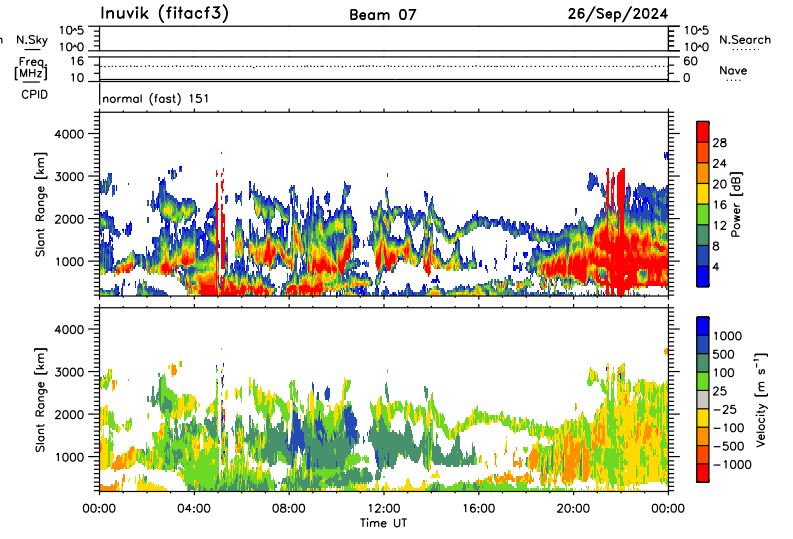 Inuvik (fitacf3) Beam 07 26/Sep/2024
N.Sky 10^5 10^0 10^5 10^0 N.Search
Freq. [MHz] 16 10 60 0 Nave
CPID normal (fast) 151
Slant Range [km]
4000
3000
2000
1000
28
24
20
16
12
8
4
Power [dB]
Slant Range [km]
4000
3000
2000
1000
1000
500
100
25
-25
-100
-500
-1000
Velocity [m s⁻¹]
00:00 04:00 08:00 12:00 16:00 20:00 00:00
Time UT